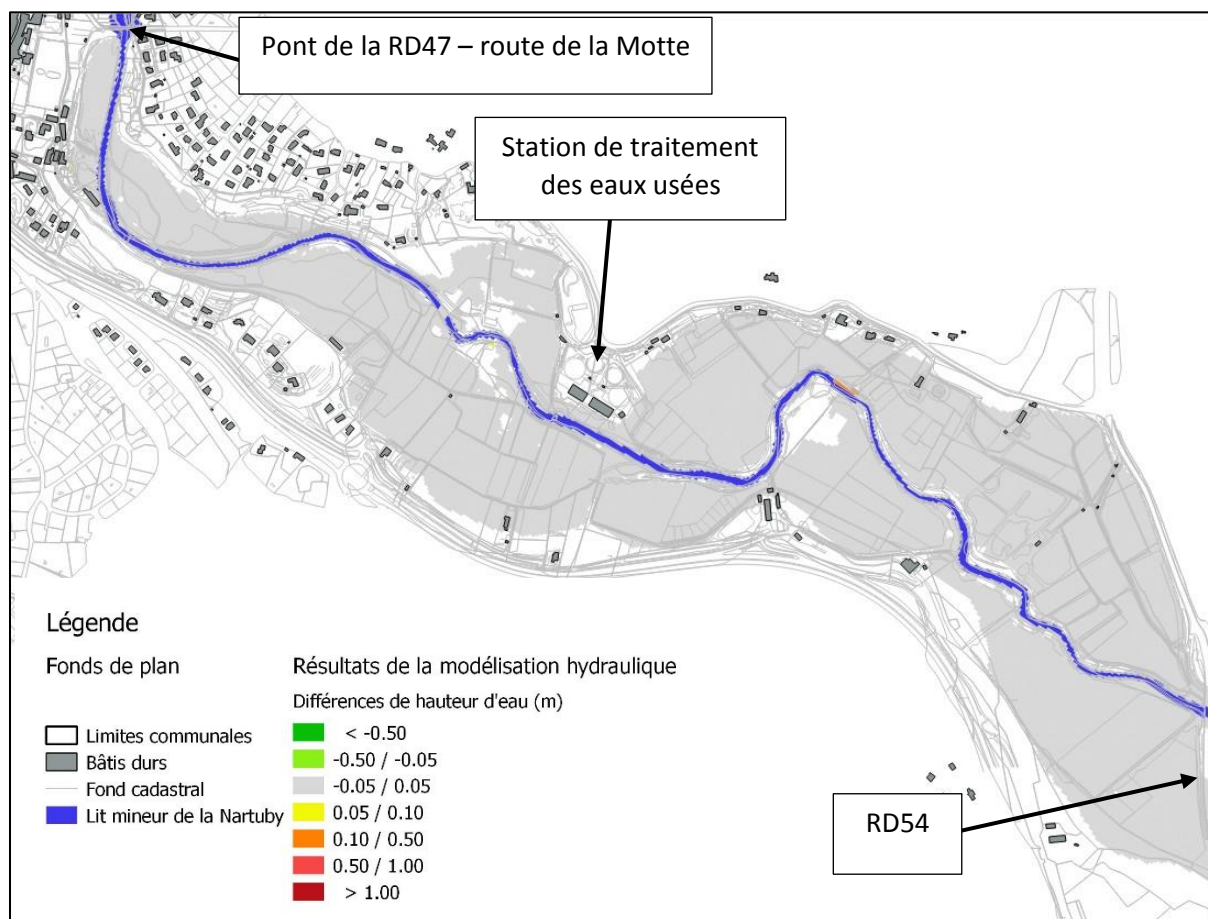 Pont de la RD47 – route de la Motte
Station de traitement
des eaux usées
RD54
Légende
Fonds de plan
Limites communales
Bâtis durs
Fond cadastral
Lit mineur de la Nartuby
Résultats de la modélisation hydraulique
Différences de hauteur d'eau (m)
< -0.50
-0.50 / -0.05
-0.05 / 0.05
0.05 / 0.10
0.10 / 0.50
0.50 / 1.00
> 1.00